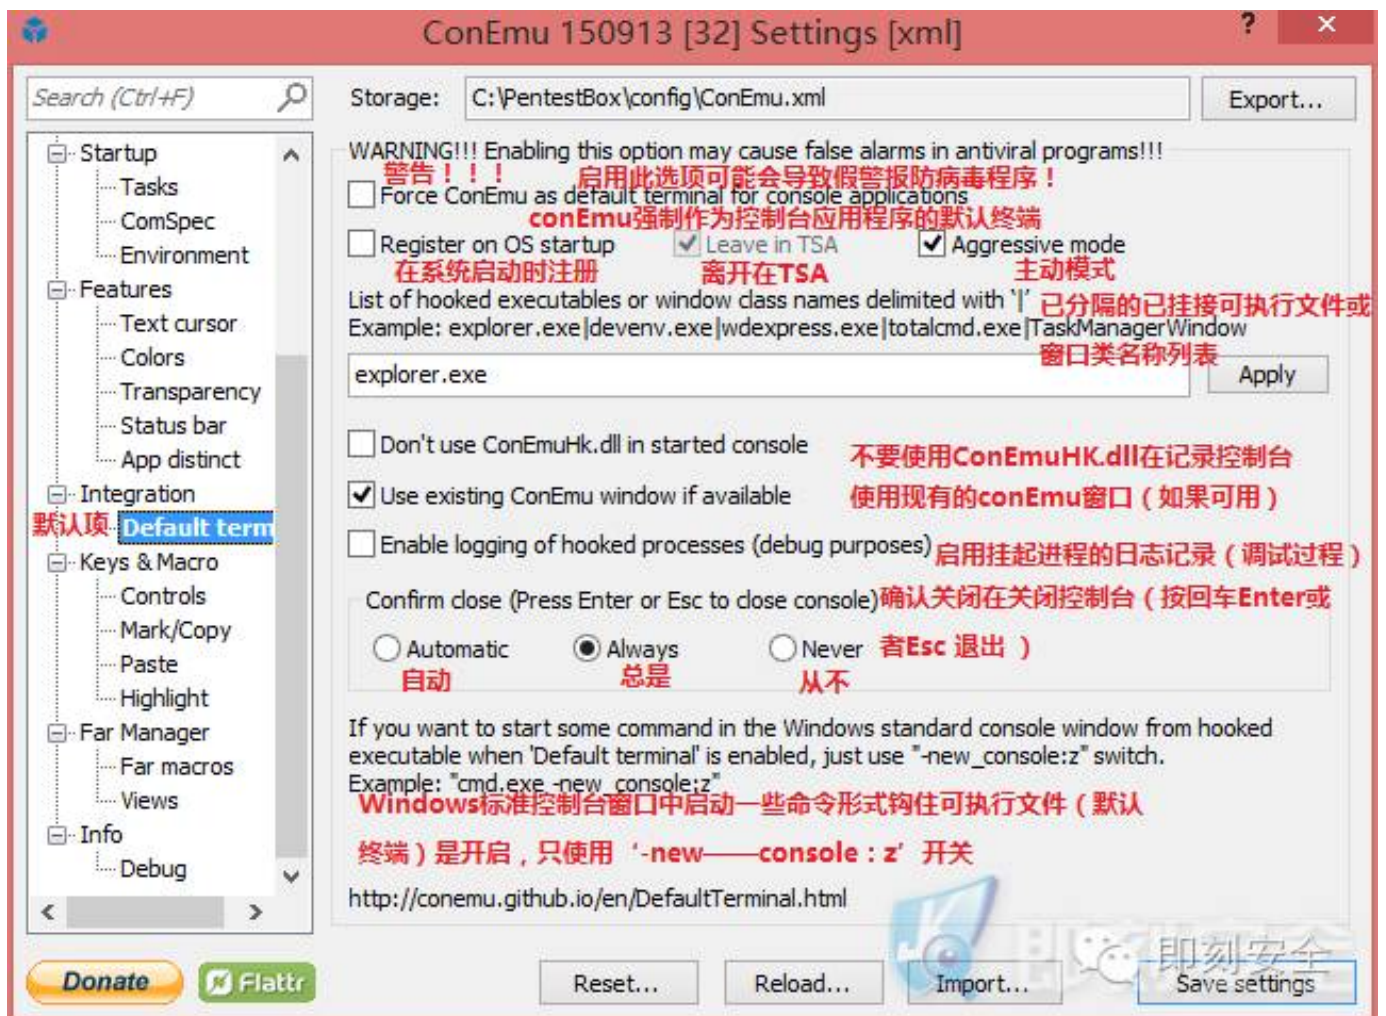 ConEmu 150913 [32] Settings [xml]
?
×
Search (Ctrl+F)
Storage:
C:\PentestBox\config\ConEmu.xml
Export...
Startup
Tasks
ComSpec
Environment
Features
Text cursor
Colors
Transparency
Status bar
App distinct
Integration
默认项
Default term
Keys & Macro
Controls
Mark/Copy
Paste
Highlight
Far Manager
Far macros
Views
Info
Debug
WARNING!!! Enabling this option may cause false alarms in antiviral programs!!!
警告！！！ 启用此选项可能会导致假警报防病毒程序！
Force ConEmu as default terminal for console applications
conEmu强制作为控制台应用程序的默认终端
Register on OS startup
Leave in TSA
Aggressive mode
在系统启动时注册
离开在TSA
主动模式
List of hooked executables or window class names delimited with '|'
已分隔的已挂接可执行文件或
Example: explorer.exe|devenv.exe|wdexpress.exe|totalcmd.exe|TaskManagerWindow
窗口类名称列表
explorer.exe
Apply
Don't use ConEmuHk.dll in started console
不要使用ConEmuHK.dll在记录控制台
Use existing ConEmu window if available
使用现有的conEmu窗口（如果可用）
Enable logging of hooked processes (debug purposes)
启用挂起进程的日志记录（调试过程）
Confirm close (Press Enter or Esc to close console)
确认关闭在关闭控制台（按回车Enter或
Automatic
Always
Never
者Esc 退出 ）
自动
总是
从不
If you want to start some command in the Windows standard console window from hooked
executable when 'Default terminal' is enabled, just use "-new_console:z" switch.
Example: "cmd.exe -new_console:z"
Windows标准控制台窗口中启动一些命令形式钩住可执行文件（默认
终端）是开启，只使用‘-new——console：z’开关
http://conemu.github.io/en/DefaultTerminal.html
即刻安全
Donate
Flattr
Reset...
Reload...
Import...
Save settings